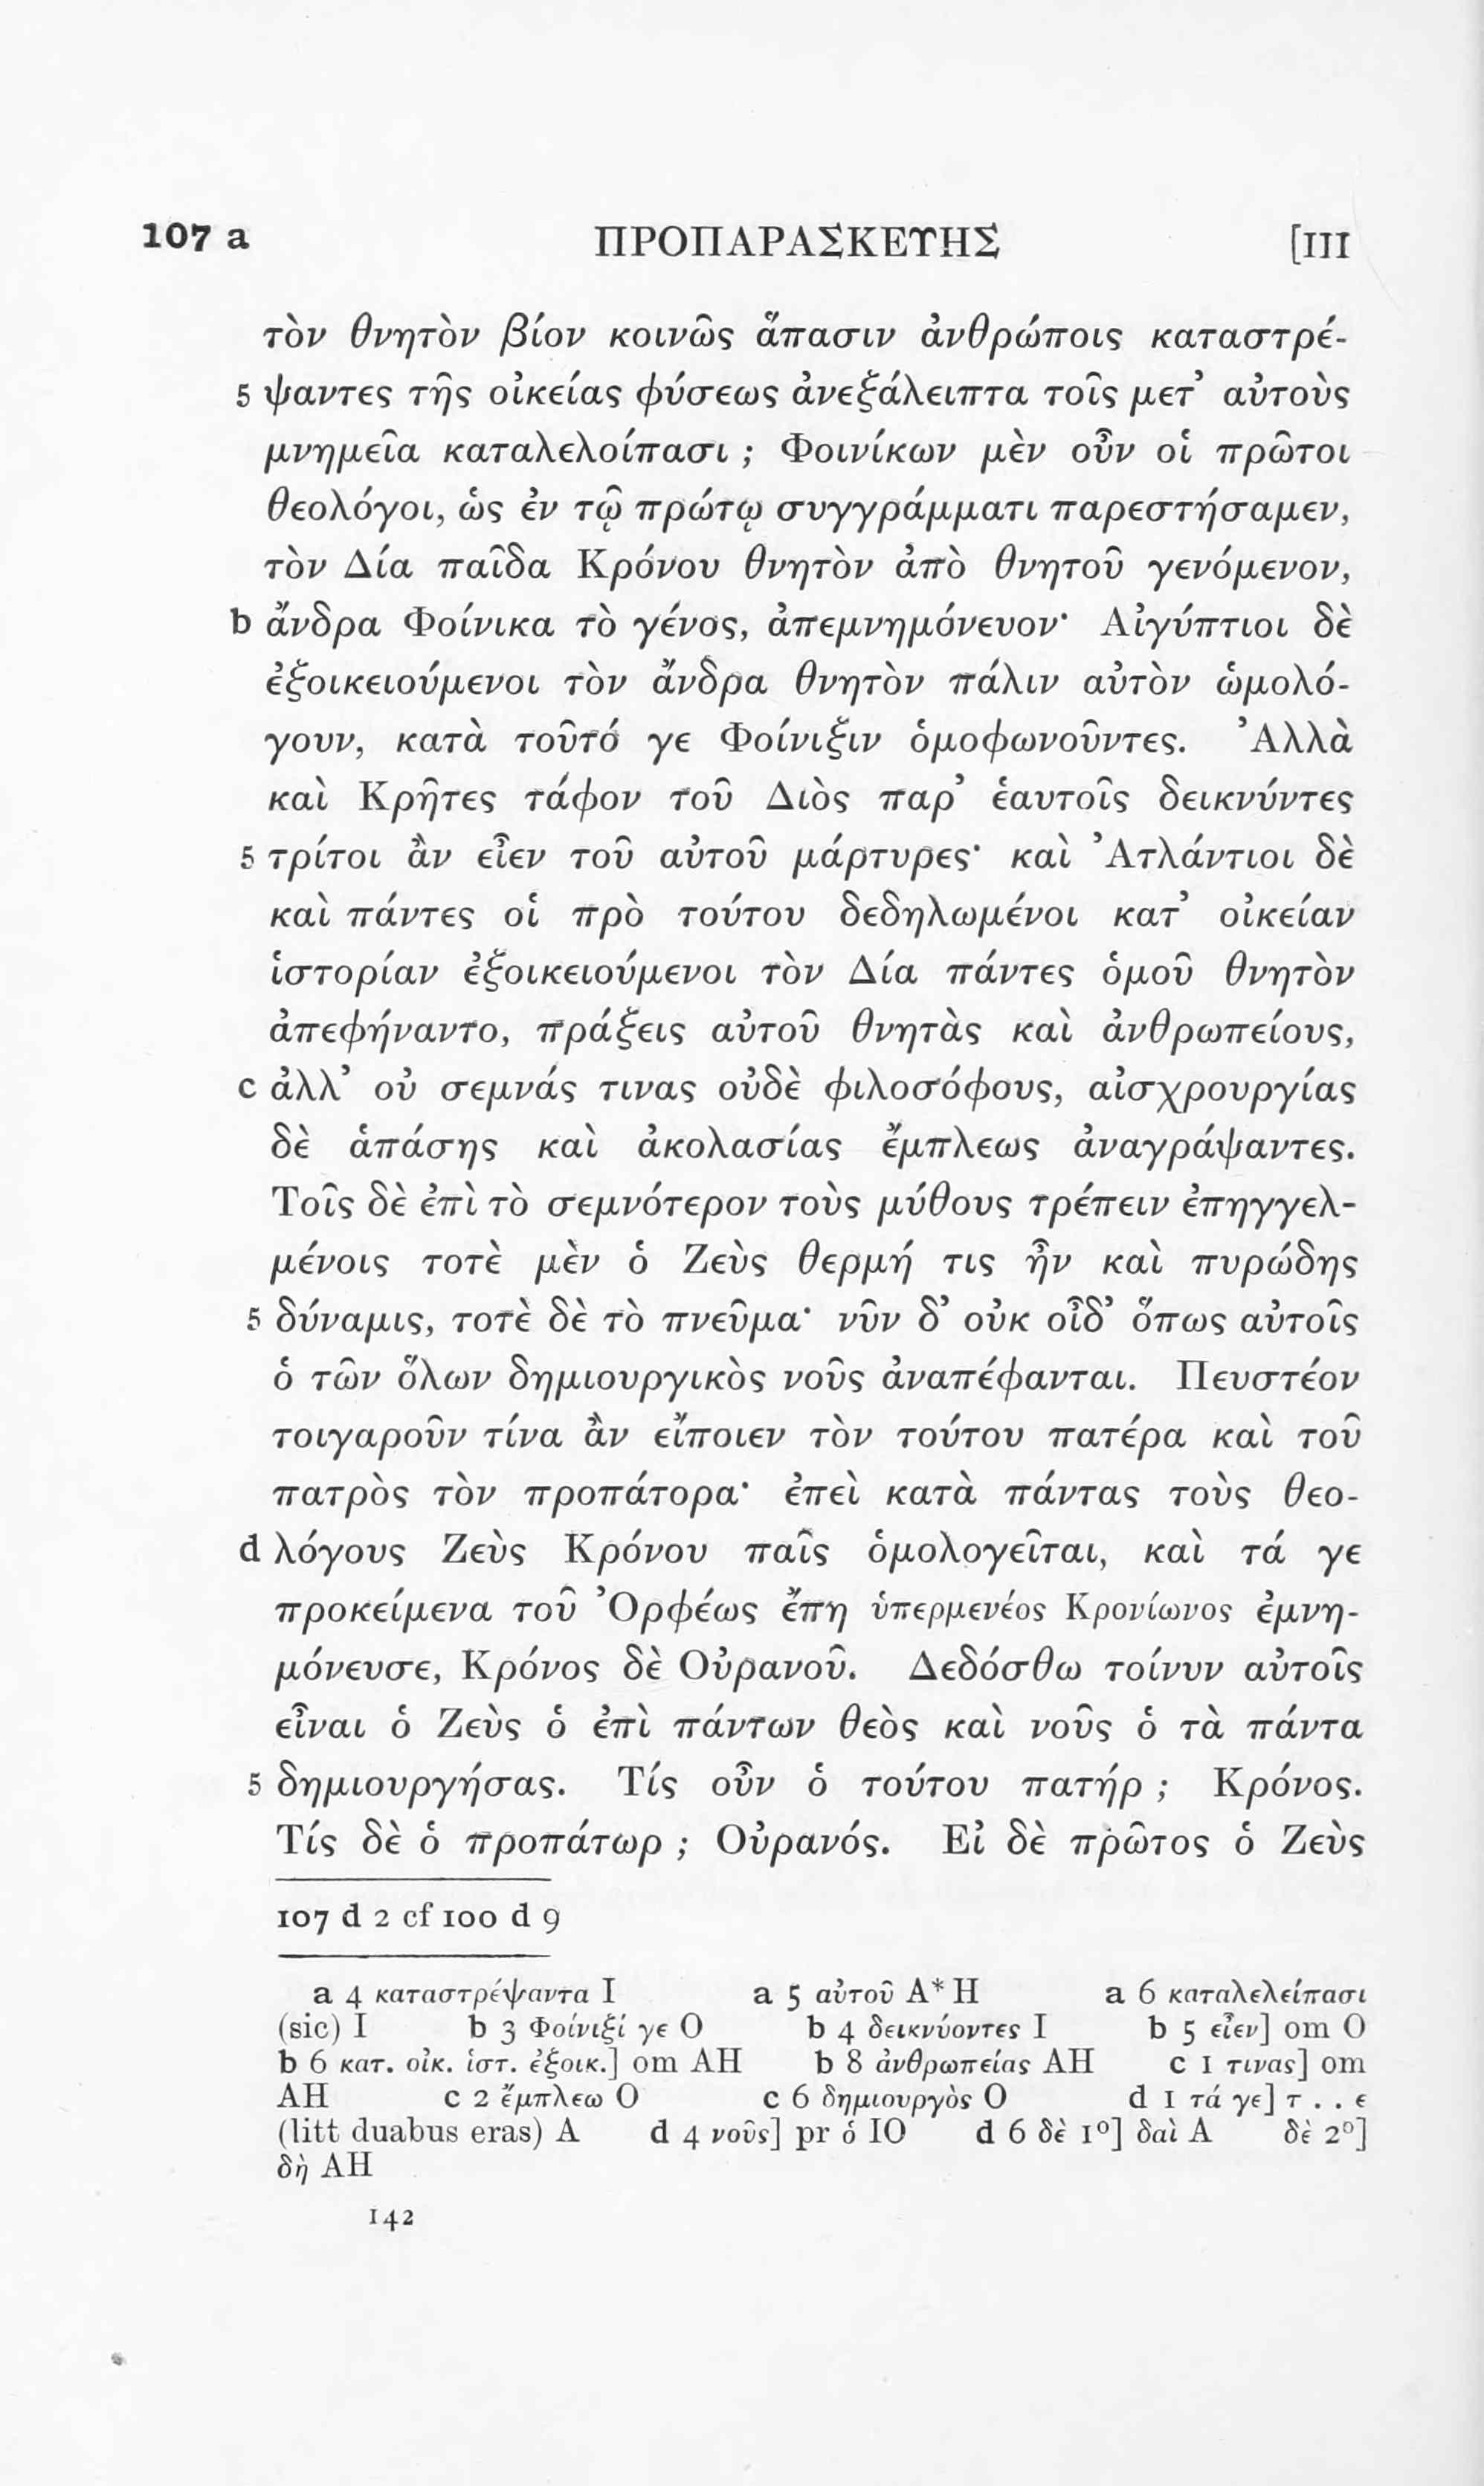 107 a ΠΡΟΠΑΡΑΣΚΕΥΗΣ [III
τὸν θνητὸν βίον κοινῶς ἅπασιν ἀνθρώποις καταστρέ-
5 ψαντες τῆς οἰκείας φύσεως ἀνεξάλειπτα τοῖς μετ’ αὐτοὺς
μνημεῖα καταλελοίπασι ; Φοινίκων μὲν οὖν οἱ πρῶτοι
θεολόγοι, ὡς ἐν τῷ πρώτῳ συγγράμματι παρεστήσαμεν,
τὸν Δία παῖδα Κρόνου θνητὸν ἀπὸ θνητοῦ γενόμενον,
b ἄνδρα Φοίνικα τὸ γένος, ἀπεμνημόνευον· Αἰγύπτιοι δὲ
ἐξοικειούμενοι τὸν ἄνδρα θνητὸν πάλιν αὐτὸν ὡμολό-
γουν, κατὰ τοῦτό γε Φοίνιξιν ὁμοφωνοῦντες. Ἀλλὰ
καὶ Κρῆτες τάφον τοῦ Διὸς παρ’ ἑαυτοῖς δεικνύντες
5 τρίτοι ἂν εἶεν τοῦ αὐτοῦ μάρτυρες· καὶ Ἀτλάντιοι δὲ
καὶ πάντες οἱ πρὸ τούτου δεδηλωμένοι κατ’ οἰκείαν
ἱστορίαν ἐξοικειούμενοι τὸν Δία πάντες ὁμοῦ θνητὸν
ἀπεφήναντο, πράξεις αὐτοῦ θνητὰς καὶ ἀνθρωπείους,
c ἀλλ’ οὐ σεμνάς τινας οὐδὲ φιλοσόφους, αἰσχρουργίας
δὲ ἁπάσης καὶ ἀκολασίας ἔμπλεως ἀναγράψαντες.
Τοῖς δὲ ἐπὶ τὸ σεμνότερον τοὺς μύθους τρέπειν ἐπηγγελ-
μένοις τοτὲ μὲν ὁ Ζεὺς θερμή τις ἦν καὶ πυρώδης
5 δύναμις, τοτὲ δὲ τὸ πνεῦμα· νῦν δ’ οὐκ οἶδ’ ὅπως αὐτοῖς
ὁ τῶν ὅλων δημιουργικὸς νοῦς ἀναπέφανται. Πευστέον
τοιγαροῦν τίνα ἂν εἴποιεν τὸν τούτου πατέρα καὶ τοῦ
πατρὸς τὸν προπάτορα· ἐπεὶ κατὰ πάντας τοὺς θεο-
d λόγους Ζεὺς Κρόνου παῖς ὁμολογεῖται, καὶ τά γε
προκείμενα τοῦ Ὀρφέως ἔπη ὑπερμενέος Κρονίωνος ἐμνη-
μόνευσε, Κρόνος δὲ Οὐρανοῦ. Δεδόσθω τοίνυν αὐτοῖς
εἶναι ὁ Ζεὺς ὁ ἐπὶ πάντων θεὸς καὶ νοῦς ὁ τὰ πάντα
5 δημιουργήσας. Τίς οὖν ὁ τούτου πατήρ ; Κρόνος.
Τίς δὲ ὁ προπάτωρ ; Οὐρανός. Εἰ δὲ πρῶτος ὁ Ζεὺς
107 d 2 cf 100 d 9
a 4 καταστρέψαντα I a 5 αὐτοῦ A* H a 6 καταλελείπασι
(sic) I b 3 Φοίνιξί γε O b 4 δεικνύοντες I b 5 εἶεν] om O
b 6 κατ. οἰκ. ἱστ. ἐξοικ.] om AH b 8 ἀνθρωπείας AH c 1 τινας] om
AH c 2 ἔμπλεω O c 6 δημιουργὸς O d 1 τά γε] τ . . ε
(litt duabus eras) A d 4 νοῦς] pr ὁ IO d 6 δὲ 1º] δαὶ A δὲ 2º]
δὴ AH
142